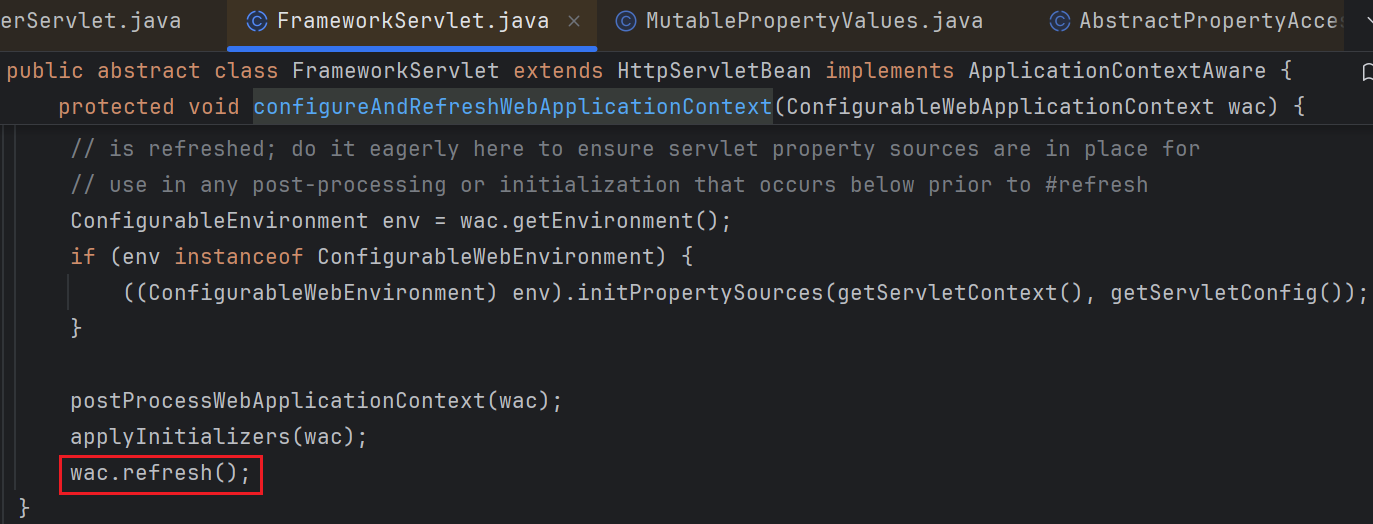 erServlet.java FrameworkServlet.java × MutablePropertyValues.java AbstractPropertyAcce
public abstract class FrameworkServlet extends HttpServletBean implements ApplicationContextAware {
protected void configureAndRefreshWebApplicationContext(ConfigurableWebApplicationContext wac) {
// is refreshed; do it eagerly here to ensure servlet property sources are in place for
// use in any post-processing or initialization that occurs below prior to #refresh
ConfigurableEnvironment env = wac.getEnvironment();
if (env instanceof ConfigurableWebEnvironment) {
((ConfigurableWebEnvironment) env).initPropertySources(getServletContext(), getServletConfig());
}
postProcessWebApplicationContext(wac);
applyInitializers(wac);
wac.refresh();
}